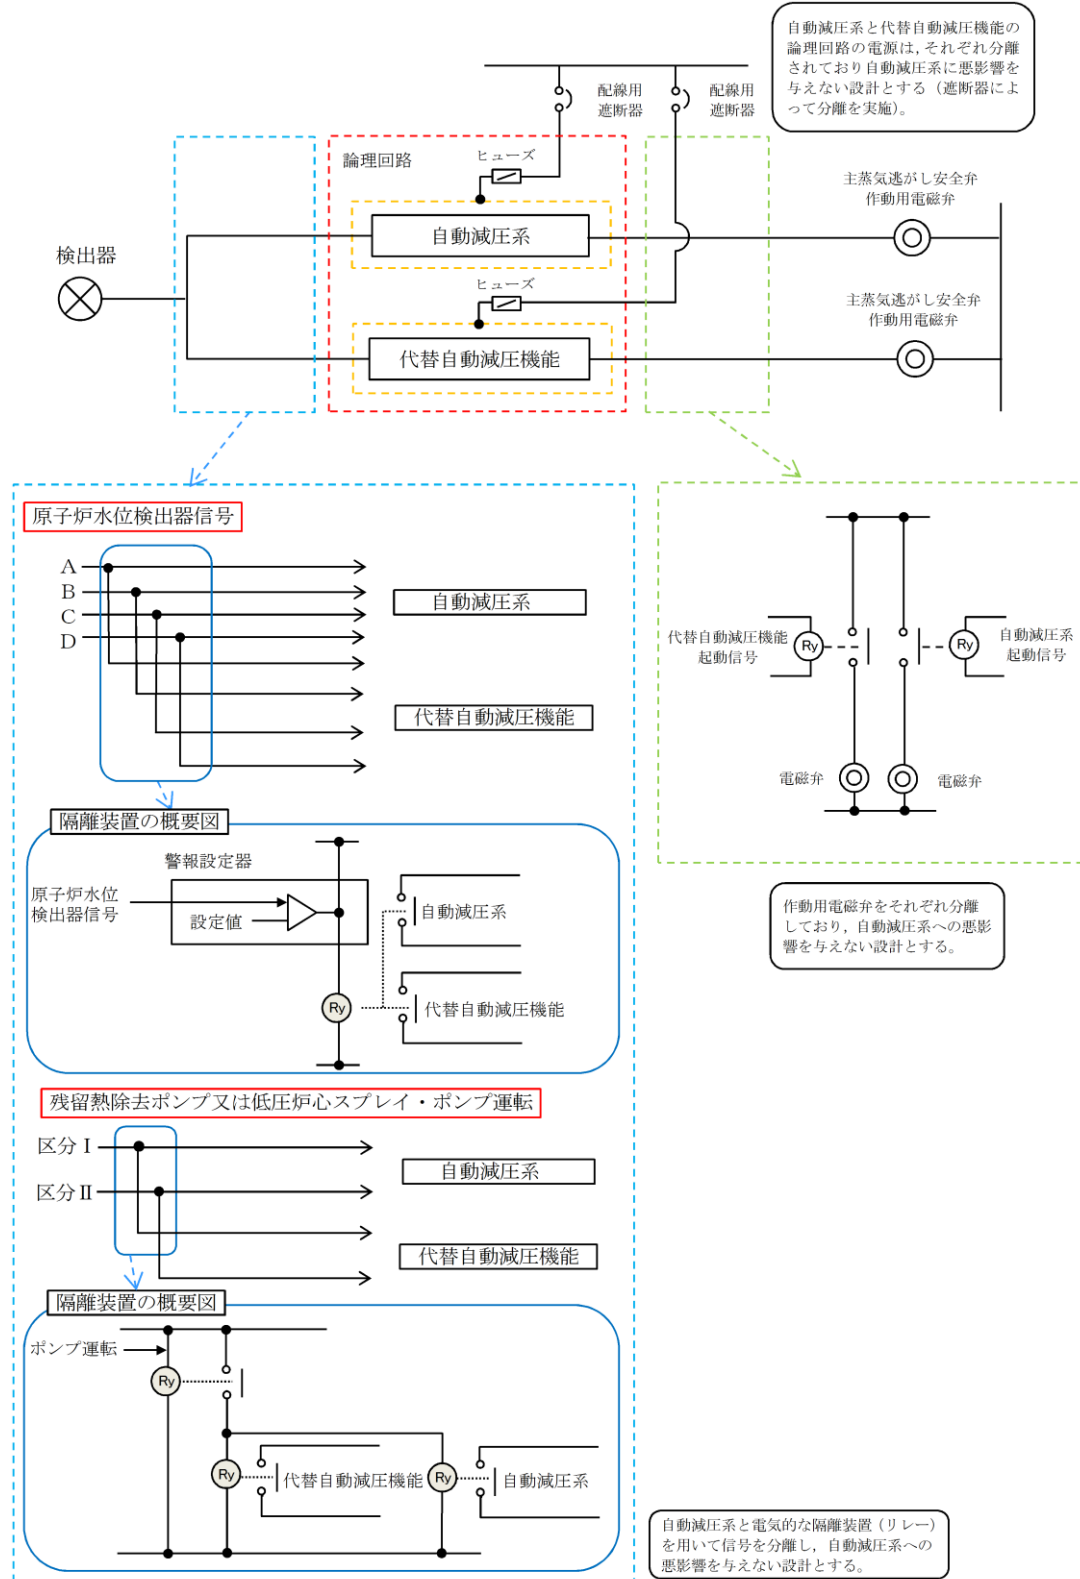 自動減圧系と代替自動減圧機能の
論理回路の電源は，それぞれ分離
されており自動減圧系に悪影響を
与えない設計とする（遮断器によ
って分離を実施）。
配線用
遮断器
配線用
遮断器
論理回路
ヒューズ
自動減圧系
主蒸気逃がし安全弁
作動用電磁弁
検出器
ヒューズ
代替自動減圧機能
主蒸気逃がし安全弁
作動用電磁弁
原子炉水位検出器信号
A
B
C
D
自動減圧系
代替自動減圧機能
隔離装置の概要図
警報設定器
原子炉水位
検出器信号
設定値
自動減圧系
Ry
代替自動減圧機能
残留熱除去ポンプ又は低圧炉心スプレイ・ポンプ運転
区分Ⅰ
区分Ⅱ
自動減圧系
代替自動減圧機能
隔離装置の概要図
ポンプ運転
Ry
Ry
代替自動減圧機能
Ry
自動減圧系
代替自動減圧機能
起動信号
Ry
Ry
自動減圧系
起動信号
電磁弁
電磁弁
作動用電磁弁をそれぞれ分離
しており，自動減圧系への悪影
響を与えない設計とする。
自動減圧系と電気的な隔離装置（リレー）
を用いて信号を分離し，自動減圧系への
悪影響を与えない設計とする。